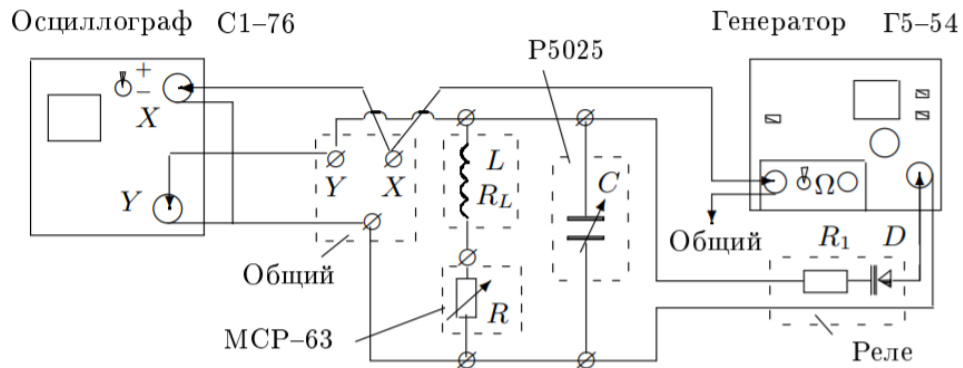 Осциллограф С1–76
Генератор Г5–54
Р5025
+
−
X
Y
Y
X
L
R_L
C
Ω
Общий
Общий
R_1
D
МСР–63
R
Реле